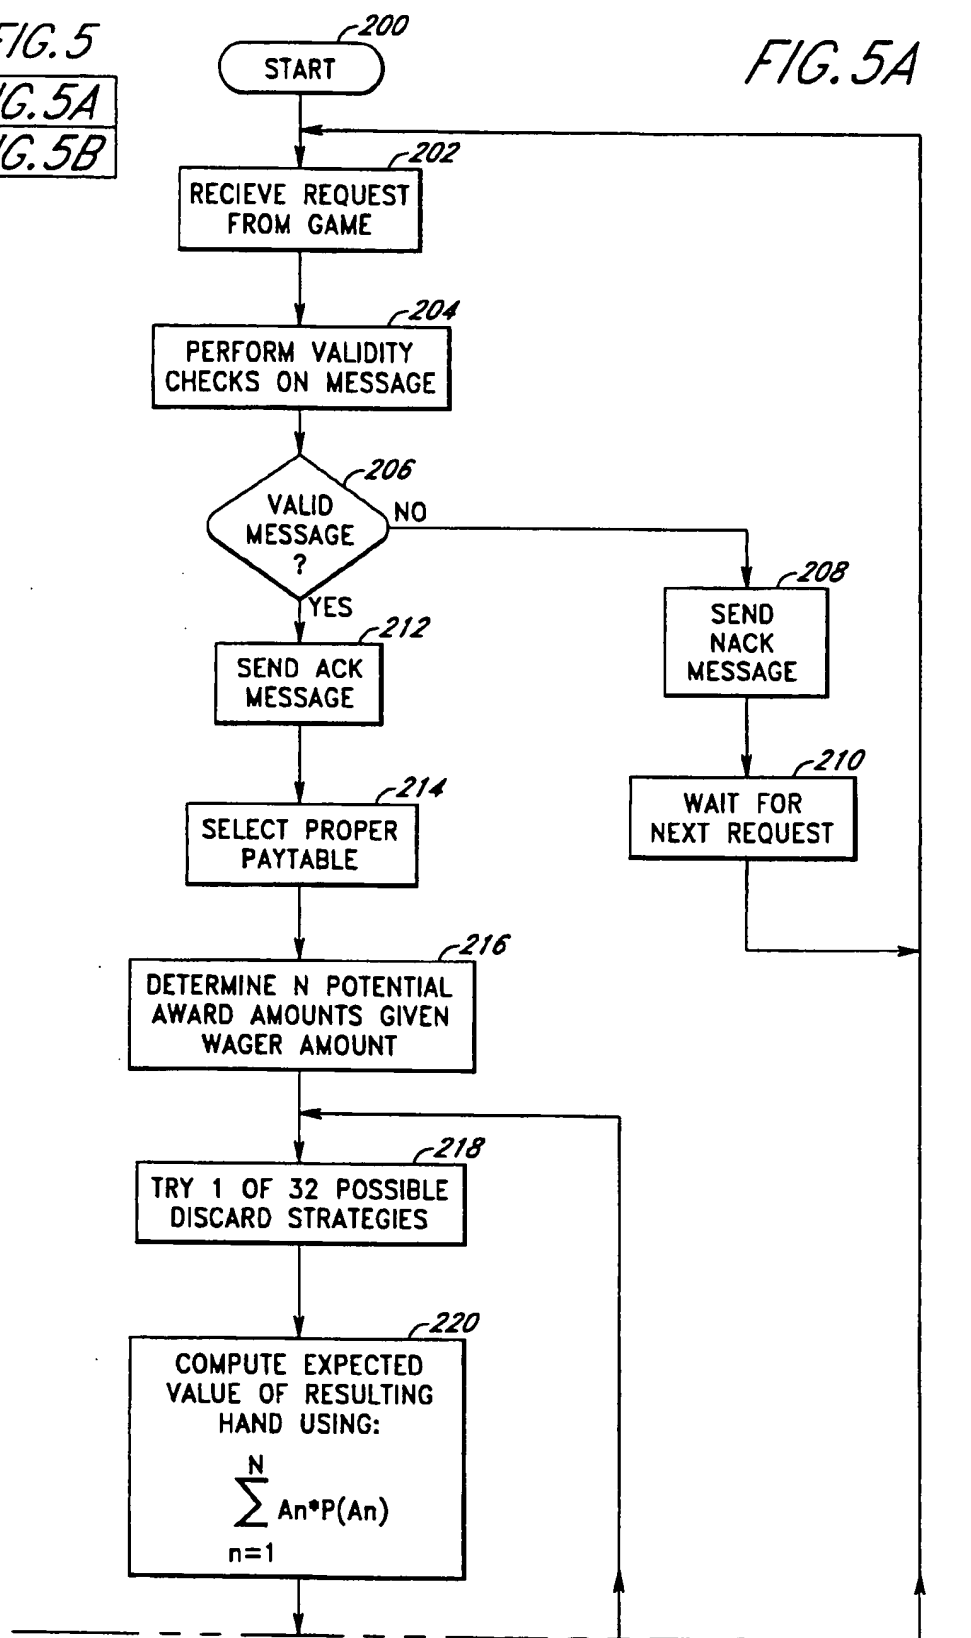 FIG. 5
FIG. 5A
G. 5A
G. 5B
200
START
202
RECIEVE REQUEST
FROM GAME
204
PERFORM VALIDITY
CHECKS ON MESSAGE
206
VALID
MESSAGE
?
NO
YES
208
SEND
NACK
MESSAGE
212
SEND ACK
MESSAGE
210
WAIT FOR
NEXT REQUEST
214
SELECT PROPER
PAYTABLE
216
DETERMINE N POTENTIAL
AWARD AMOUNTS GIVEN
WAGER AMOUNT
218
TRY 1 OF 32 POSSIBLE
DISCARD STRATEGIES
220
COMPUTE EXPECTED
VALUE OF RESULTING
HAND USING:
N
∑ An*P(An)
n=1